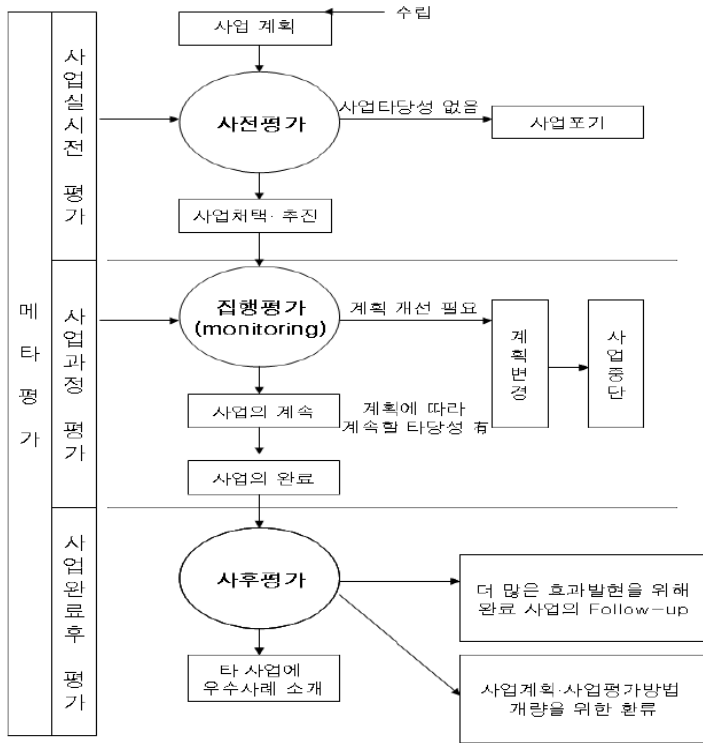 수립
사업 계획
사업실시전 평가
사전평가
사업타당성 없음
사업포기
사업채택· 추진
메타평가
사업과정 평가
집행평가
(monitoring)
계획 개선 필요
계획변경
사업중단
사업의 계속
계획에 따라
계속할 타당성 有
사업의 완료
사업완료후 평가
사후평가
더 많은 효과발현을 위해
완료 사업의 Follow-up
타 사업에
우수사례 소개
사업계획·사업평가방법
개량을 위한 환류